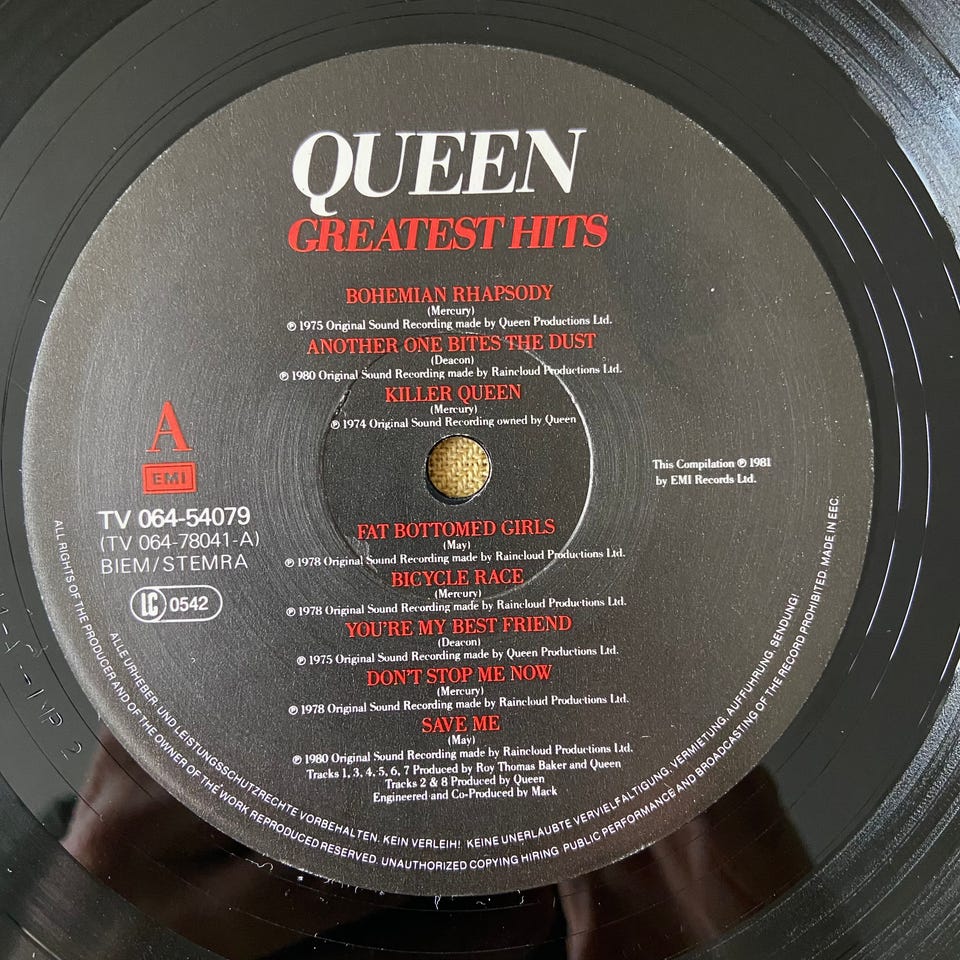 QUEEN
GREATEST HITS
BOHEMIAN RHAPSODY
(Mercury)
℗ 1975 Original Sound Recording made by Queen Productions Ltd.
ANOTHER ONE BITES THE DUST
(Deacon)
℗ 1980 Original Sound Recording made by Raincloud Productions Ltd.
KILLER QUEEN
(Mercury)
℗ 1974 Original Sound Recording owned by Queen
A
EMI
TV 064-54079
(TV 064-78041-A)
BIEM/STEMRA
LC 0542
This Compilation ℗ 1981
by EMI Records Ltd.
FAT BOTTOMED GIRLS
(May)
℗ 1978 Original Sound Recording made by Raincloud Productions Ltd.
BICYCLE RACE
(Mercury)
℗ 1978 Original Sound Recording made by Raincloud Productions Ltd.
YOU'RE MY BEST FRIEND
(Deacon)
℗ 1975 Original Sound Recording made by Queen Productions Ltd.
DON'T STOP ME NOW
(Mercury)
℗ 1978 Original Sound Recording made by Raincloud Productions Ltd.
SAVE ME
(May)
℗ 1980 Original Sound Recording made by Raincloud Productions Ltd.
Tracks 1, 3, 4, 5, 6, 7 Produced by Roy Thomas Baker and Queen
Tracks 2 & 8 Produced by Queen
Engineered and Co-Produced by Mack
ALLE URHEBER- UND LEISTUNGSSCHUTZRECHTE VORBEHALTEN. KEIN VERLEIH! KEINE UNERLAUBTE VERVIELFALTIGUNG, VERMIETUNG, AUFFUHRUNG, SENDUNG!
ALL RIGHTS OF THE PRODUCER AND OF THE OWNER OF THE WORK REPRODUCED RESERVED. UNAUTHORIZED COPYING HIRING PUBLIC PERFORMANCE AND BROADCASTING OF THE RECORD PROHIBITED. MADE IN EEC.